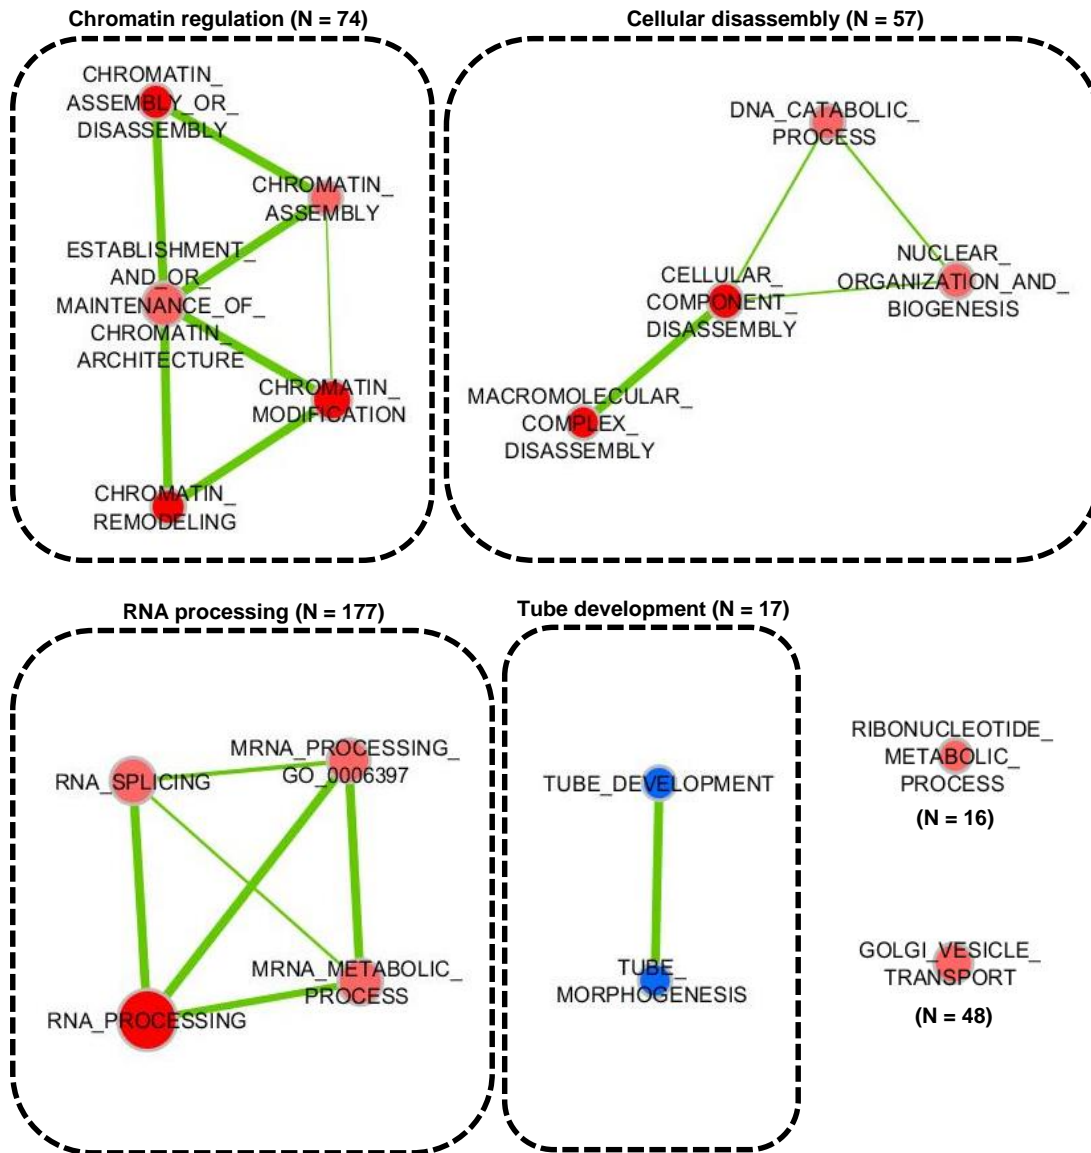 Chromatin regulation (N = 74)
CHROMATIN_
ASSEMBLY_OR_
DISASSEMBLY
CHROMATIN_
ASSEMBLY
ESTABLISHMENT_
AND_OR_
MAINTENANCE_OF_
CHROMATIN_
ARCHITECTURE
CHROMATIN_
MODIFICATION
CHROMATIN_
REMODELING
Cellular disassembly (N = 57)
DNA_CATABOLIC_
PROCESS
NUCLEAR_
ORGANIZATION_AND_
BIOGENESIS
CELLULAR_
COMPONENT_
DISASSEMBLY
MACROMOLECULAR_
COMPLEX_
DISASSEMBLY
RNA processing (N = 177)
MRNA_PROCESSING_
GO_0006397
RNA_SPLICING
MRNA_METABOLIC_
PROCESS
RNA_PROCESSING
Tube development (N = 17)
TUBE_DEVELOPMENT
TUBE_
MORPHOGENESIS
RIBONUCLEOTIDE_
METABOLIC_
PROCESS
(N = 16)
GOLGI_VESICLE_
TRANSPORT
(N = 48)